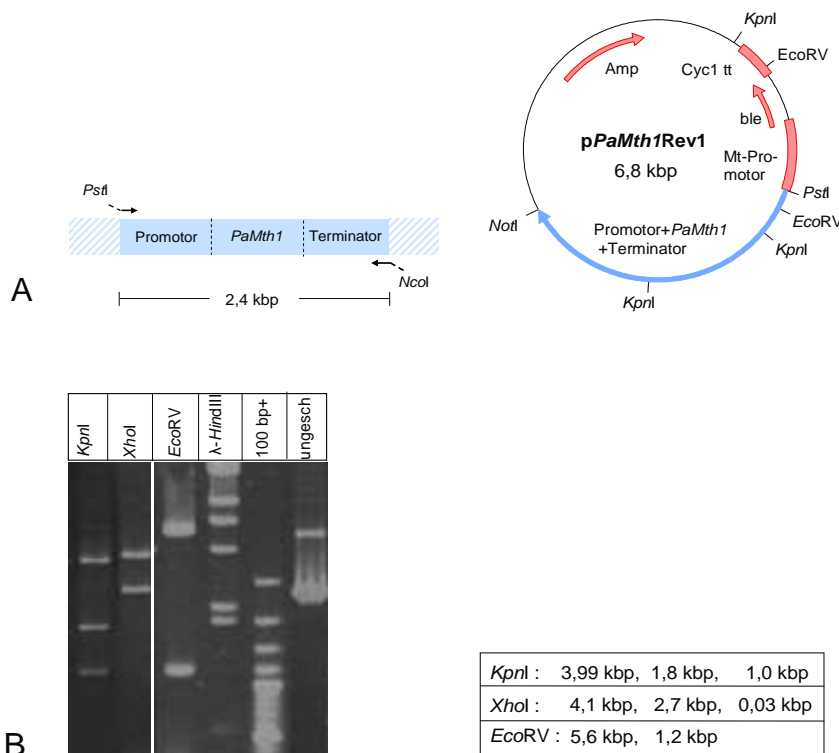 PstI
Promotor
PaMth1
Terminator
NcoI
2,4 kbp
A
KpnI
EcoRV
Cyc1 tt
Amp
ble
pPaMth1Rev1
6,8 kbp
Mt-Pro-
motor
PstI
EcoRV
KpnI
KpnI
NotI
Promotor+PaMth1
+Terminator
KpnI
XhoI
EcoRV
λ-HindIII
100 bp+
ungesch
B
KpnI : 3,99 kbp, 1,8 kbp, 1,0 kbp
XhoI : 4,1 kbp, 2,7 kbp, 0,03 kbp
EcoRV : 5,6 kbp, 1,2 kbp